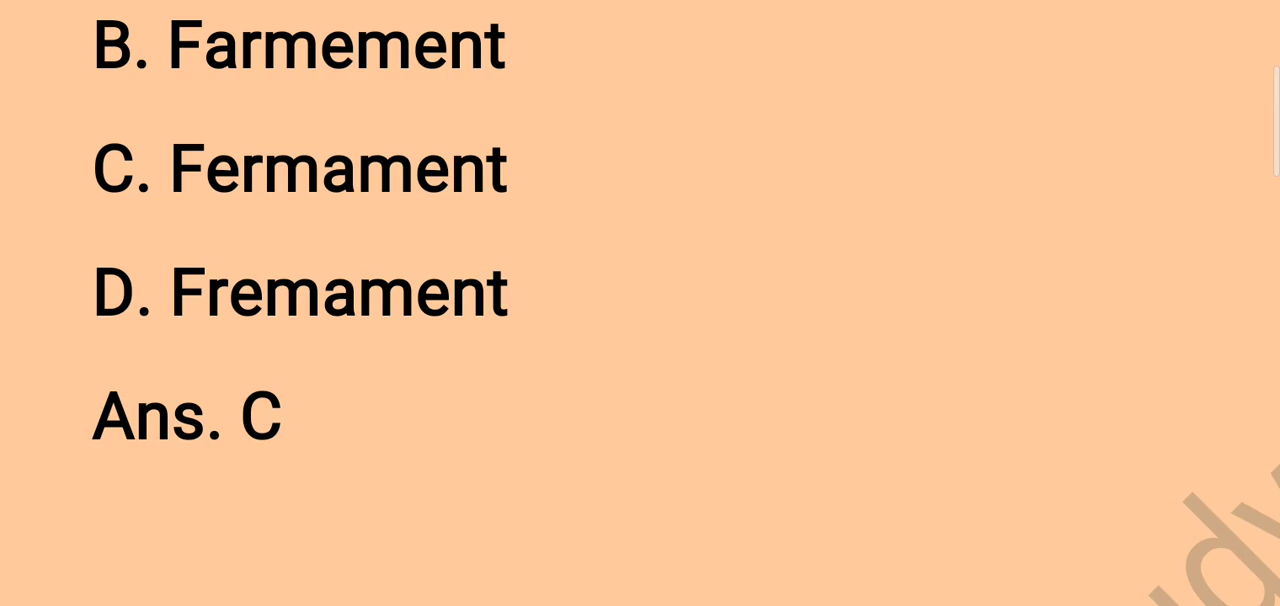 B. Farmement
C. Fermament
D. Fremament
Ans. C